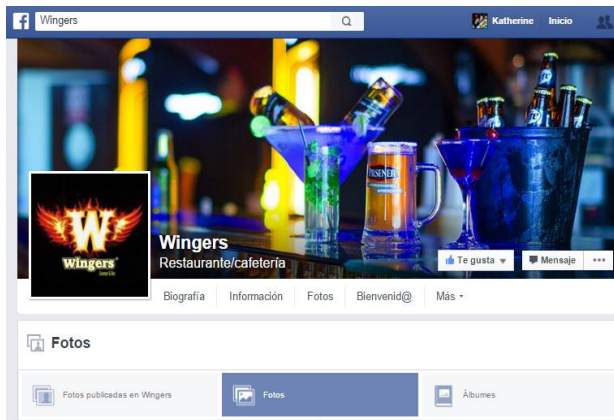 Wingers
Katherine
Inicio
PILSENER
W
Wingers
Wingers
Restaurante/cafetería
Te gusta
Mensaje
Biografía
Información
Fotos
Bienvenid@
Más
Fotos
Fotos publicadas en Wingers
Fotos
Álbumes